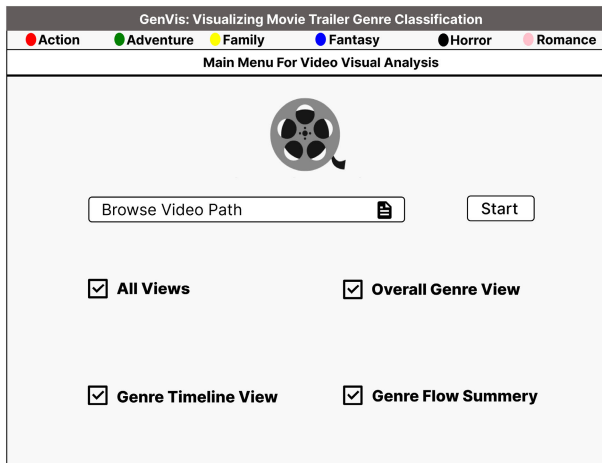 GenVis: Visualizing Movie Trailer Genre Classification
Action Adventure Family Fantasy Horror Romance
Main Menu For Video Visual Analysis
Browse Video Path Start
All Views Overall Genre View
Genre Timeline View Genre Flow Summery